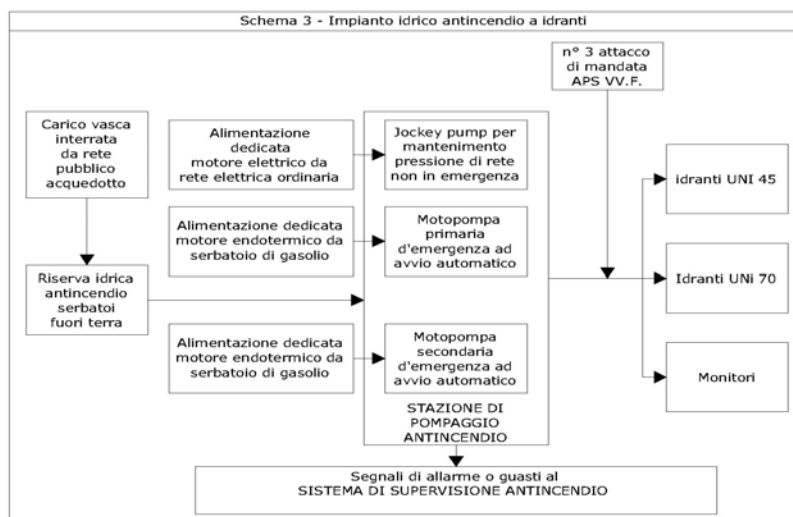 Schema 3 - Impianto idrico antincendio a idranti
n° 3 attacco
di mandata
APS VV.F.
Carico vasca
interrata
da rete
pubblico
acquedotto
Alimentazione
dedicata
motore elettrico da
rete elettrica ordinaria
Jockey pump per
mantenimento
pressione di rete
non in emergenza
idranti UNI 45
Alimentazione dedicata
motore endotermico da
serbatoio di gasolio
Motopompa
primaria
d'emergenza ad
avvio automatico
Riserva idrica
antincendio
serbatoi
fuori terra
Idranti UNi 70
Alimentazione dedicata
motore endotermico da
serbatoio di gasolio
Motopompa
secondaria
d'emergenza ad
avvio automatico
Monitori
STAZIONE DI
POMPAGGIO
ANTINCENDIO
Segnali di allarme o guasti al
SISTEMA DI SUPERVISIONE ANTINCENDIO